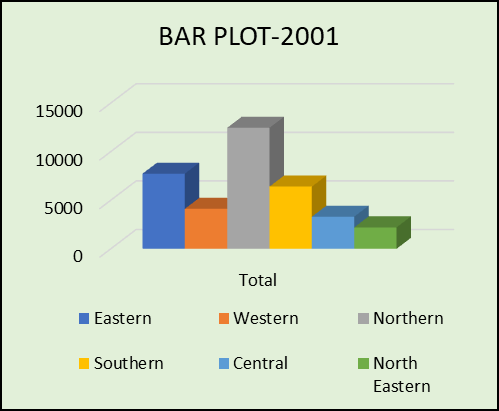 BAR PLOT-2001
15000
10000
5000
0
Total
Eastern Western Northern
Southern Central North
Eastern